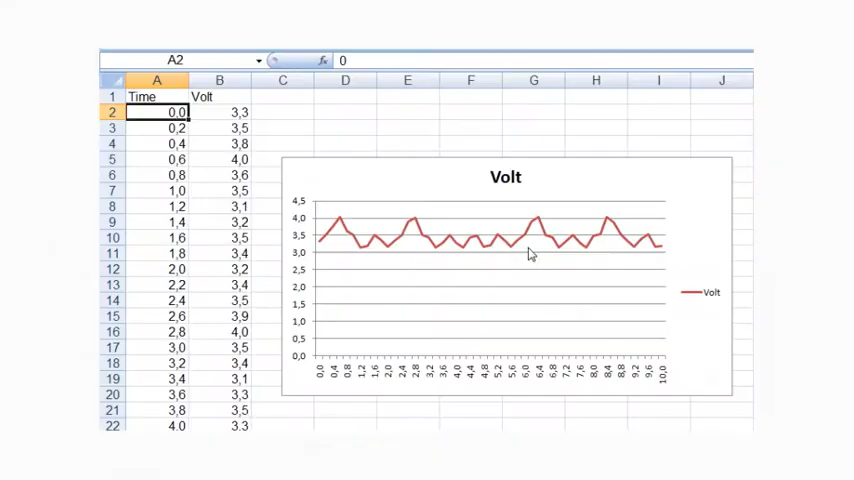 A2 fx 0
A B C D E F G H I J
1 Time Volt
2 0,0 3,3
3 0,2 3,5
4 0,4 3,8
5 0,6 4,0
6 0,8 3,6
7 1,0 3,5
8 1,2 3,1
9 1,4 3,2
10 1,6 3,5
11 1,8 3,4
12 2,0 3,2
13 2,2 3,4
14 2,4 3,5
15 2,6 3,9
16 2,8 4,0
17 3,0 3,5
18 3,2 3,4
19 3,4 3,1
20 3,6 3,3
21 3,8 3,5
22 4,0 3,3
Volt
4,5
4,0
3,5
3,0
2,5
2,0
1,5
1,0
0,5
0,0
0,0 0,4 0,8 1,2 1,6 2,0 2,4 2,8 3,2 3,6 4,0 4,4 4,8 5,2 5,6 6,0 6,4 6,8 7,2 7,6 8,0 8,4 8,8 9,2 9,6 10,0
Volt